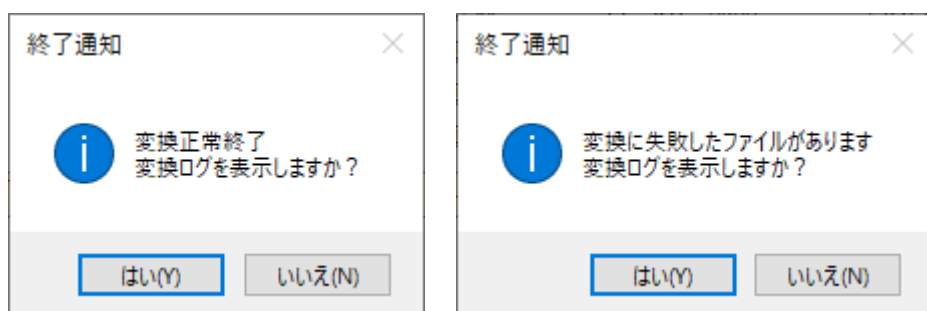 終了通知
変換正常終了
変換ログを表示しますか？
はい(Y)
いいえ(N)
終了通知
変換に失敗したファイルがあります
変換ログを表示しますか？
はい(Y)
いいえ(N)